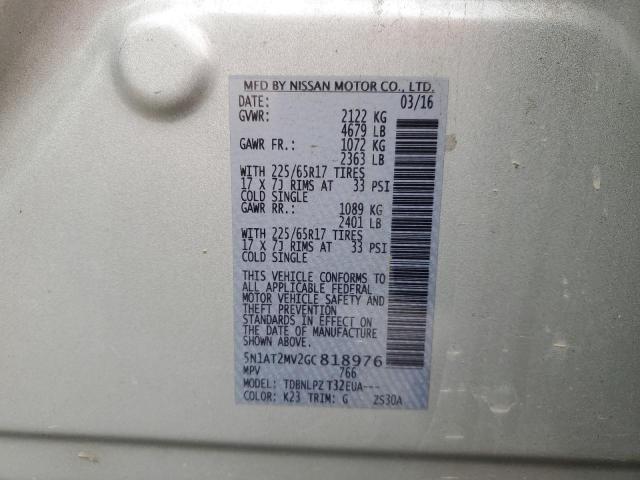 MFD BY NISSAN MOTOR CO., LTD.
DATE: 03/16
GVWR: 2122 KG
4679 LB
GAWR FR.: 1072 KG
2363 LB
WITH 225/65R17 TIRES
17 X 7J RIMS AT 33 PSI
COLD SINGLE
GAWR RR.: 1089 KG
2401 LB
WITH 225/65R17 TIRES
17 X 7J RIMS AT 33 PSI
COLD SINGLE
THIS VEHICLE CONFORMS TO
ALL APPLICABLE FEDERAL
MOTOR VEHICLE SAFETY AND
THEFT PREVENTION
STANDARDS IN EFFECT ON
THE DATE OF MANUFACTURE
5N1AT2MV2GC818976
MPV 766
MODEL: TDBNLPZ T32EUA---
COLOR: K23 TRIM: G 2S30A